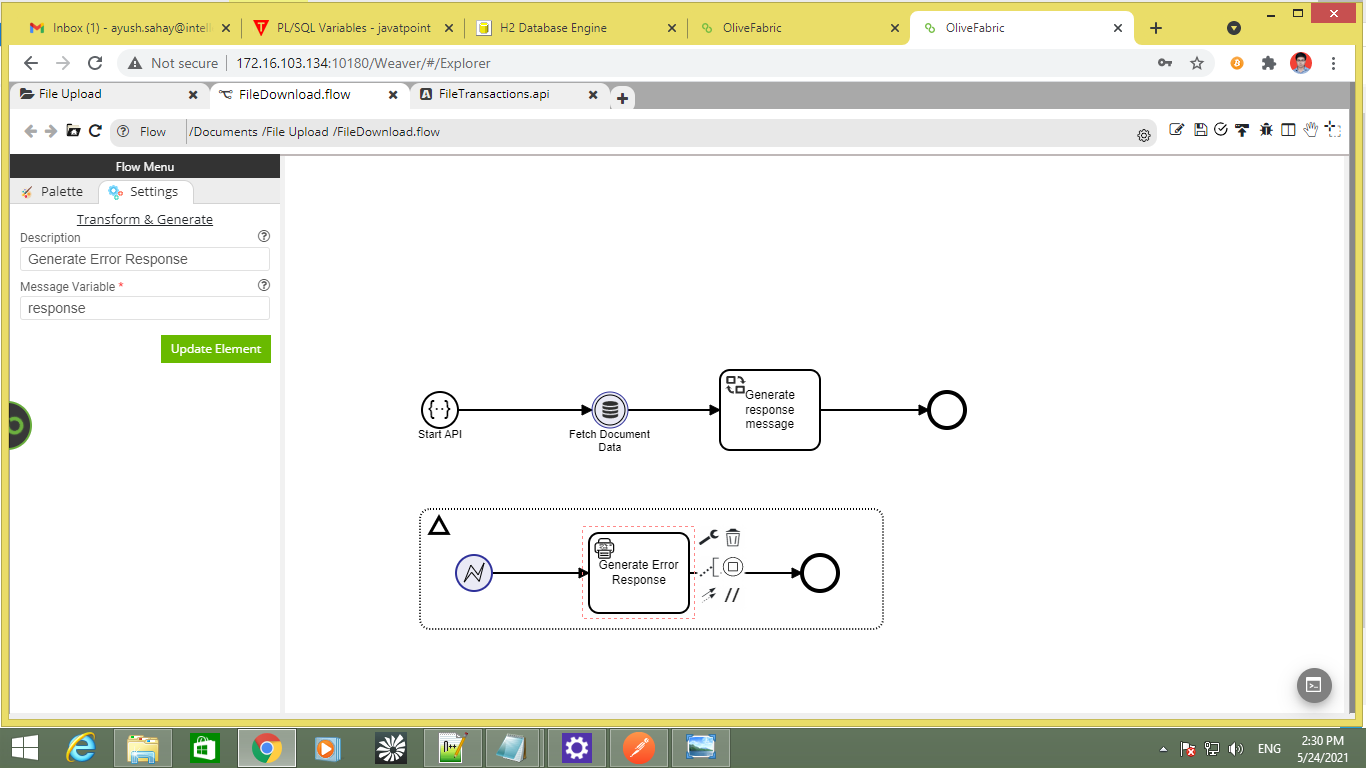 Inbox (1) - ayush.sahay@intell
PL/SQL Variables - javatpoint
H2 Database Engine
OliveFabric
OliveFabric
Not secure
172.16.103.134:10180/Weaver/#/Explorer
File Upload
FileDownload.flow
FileTransactions.api
Flow
/Documents /File Upload /FileDownload.flow
Flow Menu
Palette
Settings
Transform & Generate
Description
Generate Error Response
Message Variable *
response
Update Element
Start API
Fetch Document
Data
Generate
response
message
Generate Error
Response
ENG
2:30 PM
5/24/2021